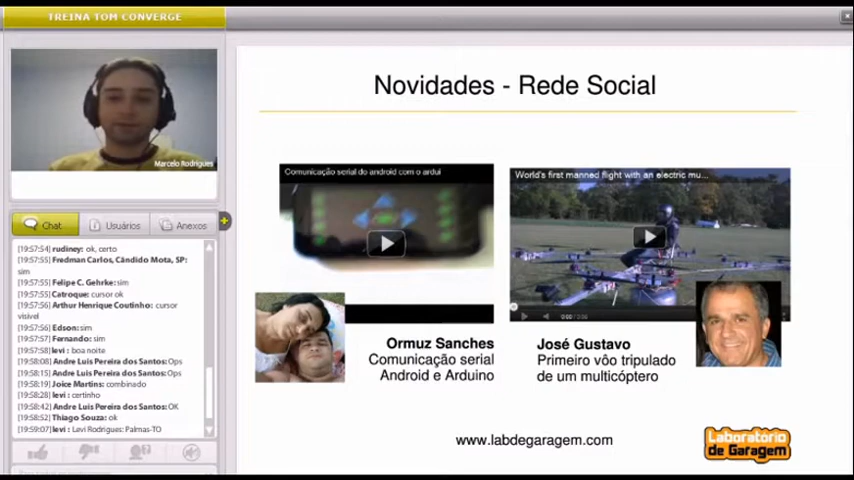 TREINA TOM CONVERGE
Marcelo Rodrigues
Chat
Usuários
Anexos
[19:57:54] rudiney: ok, certo
[19:57:55] Fredman Carlos, Cândido Mota, SP:
sim
[19:57:55] Felipe C. Gehrke: sim
[19:57:55] Catroque: cursor ok
[19:57:56] Arthur Henrique Coutinho: cursor
visivel
[19:57:56] Edson: sim
[19:57:57] Fernando: sim
[19:57:58] levi : boa noite
[19:58:08] Andre Luis Pereira dos Santos: Ops
[19:58:15] Andre Luis Pereira dos Santos: Ops
[19:58:19] Joice Martins: combinado
[19:58:28] levi : certinho
[19:58:42] Andre Luis Pereira dos Santos: OK
[19:58:52] Thiago Souza: ok
[19:59:07] levi : Levi Rodrigues: Palmas-TO
Novidades - Rede Social
Comunicação serial do android com o ardui
World's first manned flight with an electric mu...
Ormuz Sanches
Comunicação serial
Android e Arduino
José Gustavo
Primeiro vôo tripulado
de um multicóptero
www.labdegaragem.com
Laboratório
de Garagem